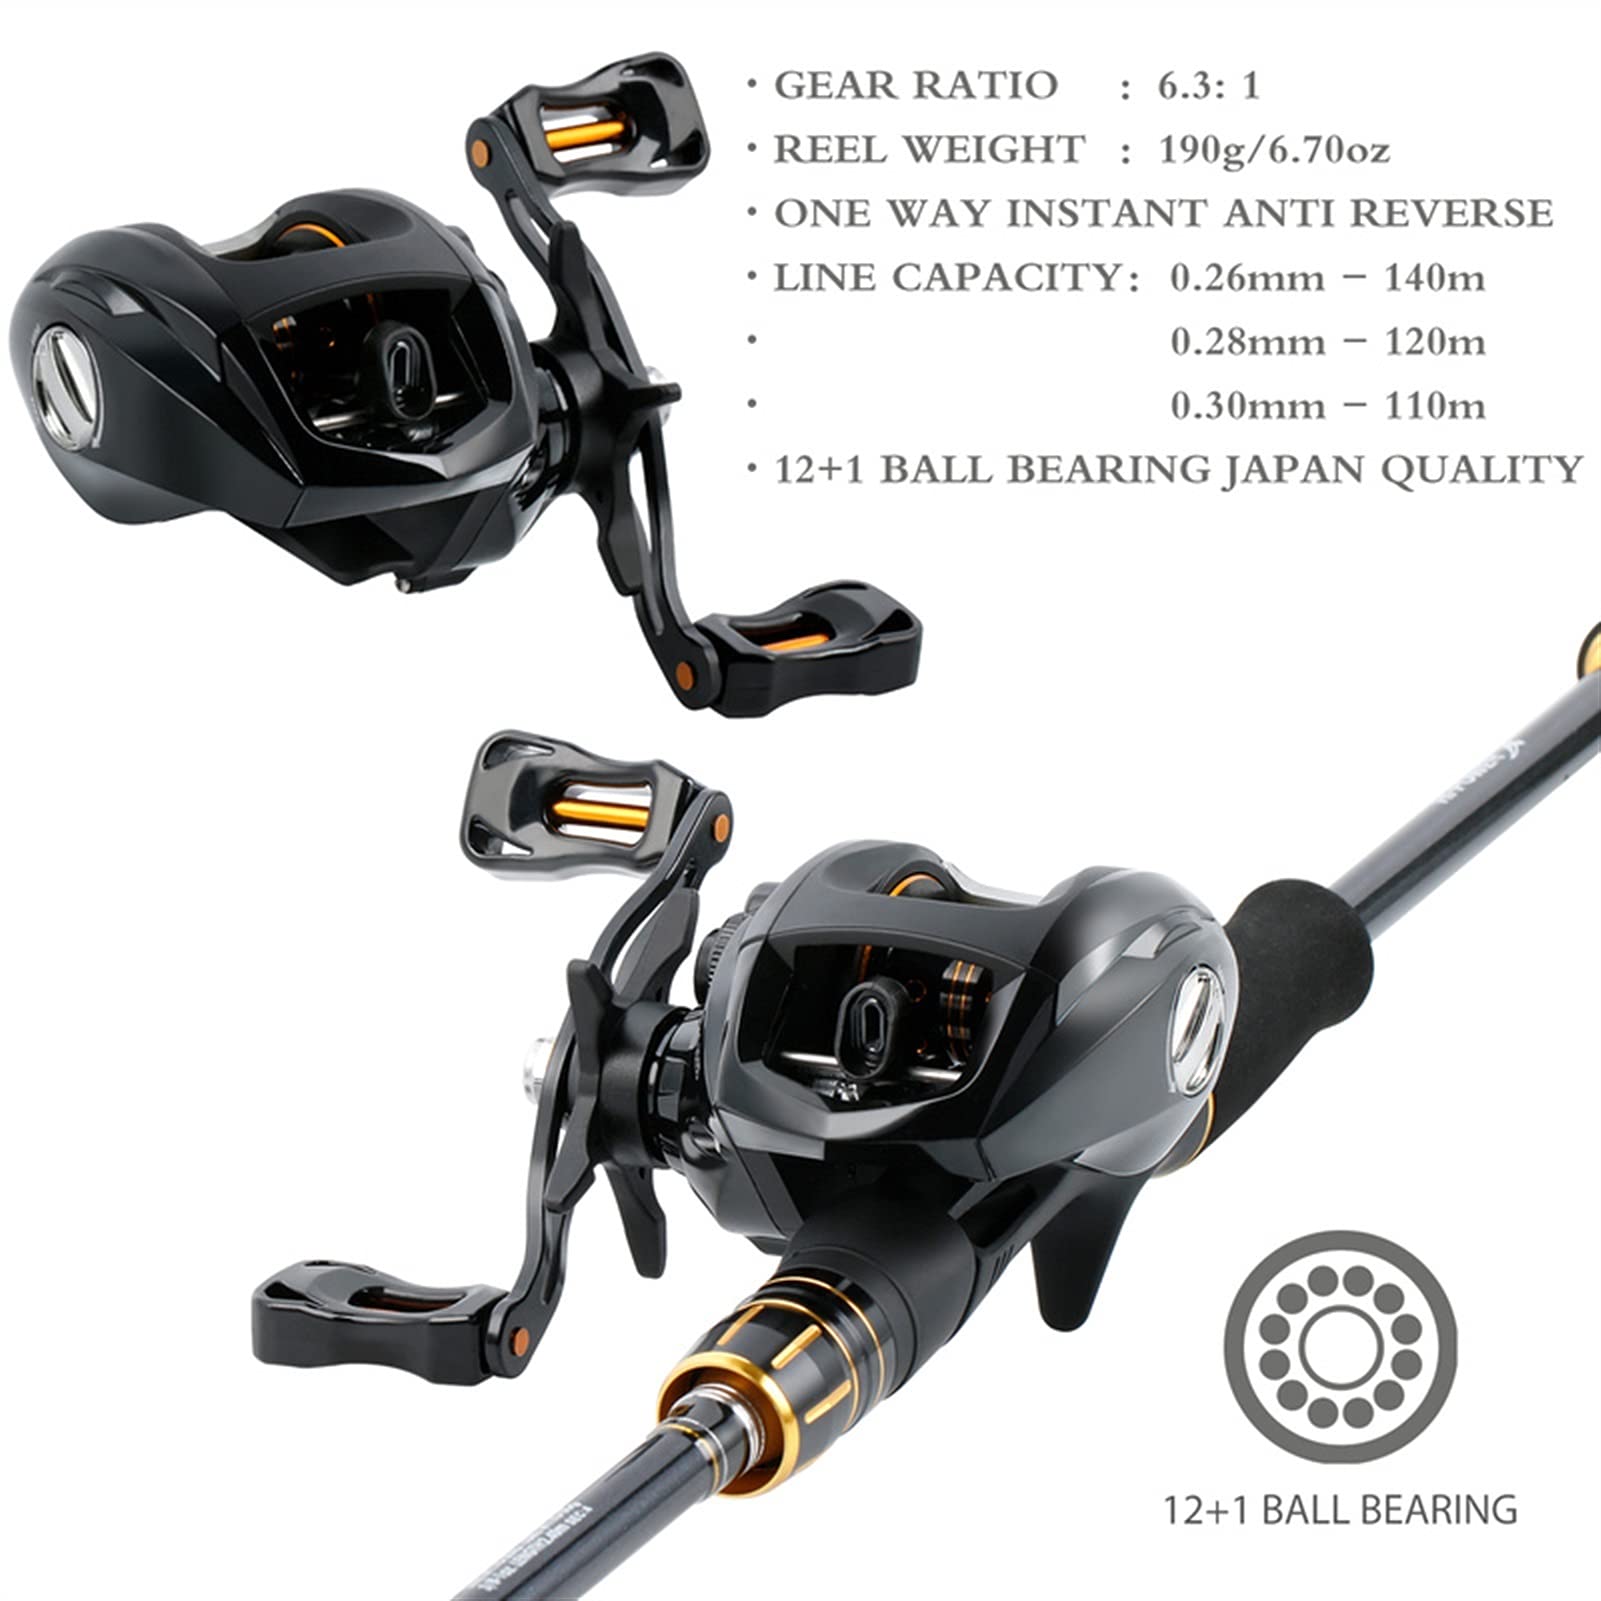 · GEAR RATIO : 6.3: 1
· REEL WEIGHT : 190g/6.70oz
· ONE WAY INSTANT ANTI REVERSE
· LINE CAPACITY: 0.26mm – 140m
· 0.28mm – 120m
· 0.30mm – 110m
· 12+1 BALL BEARING JAPAN QUALITY
12+1 BALL BEARING